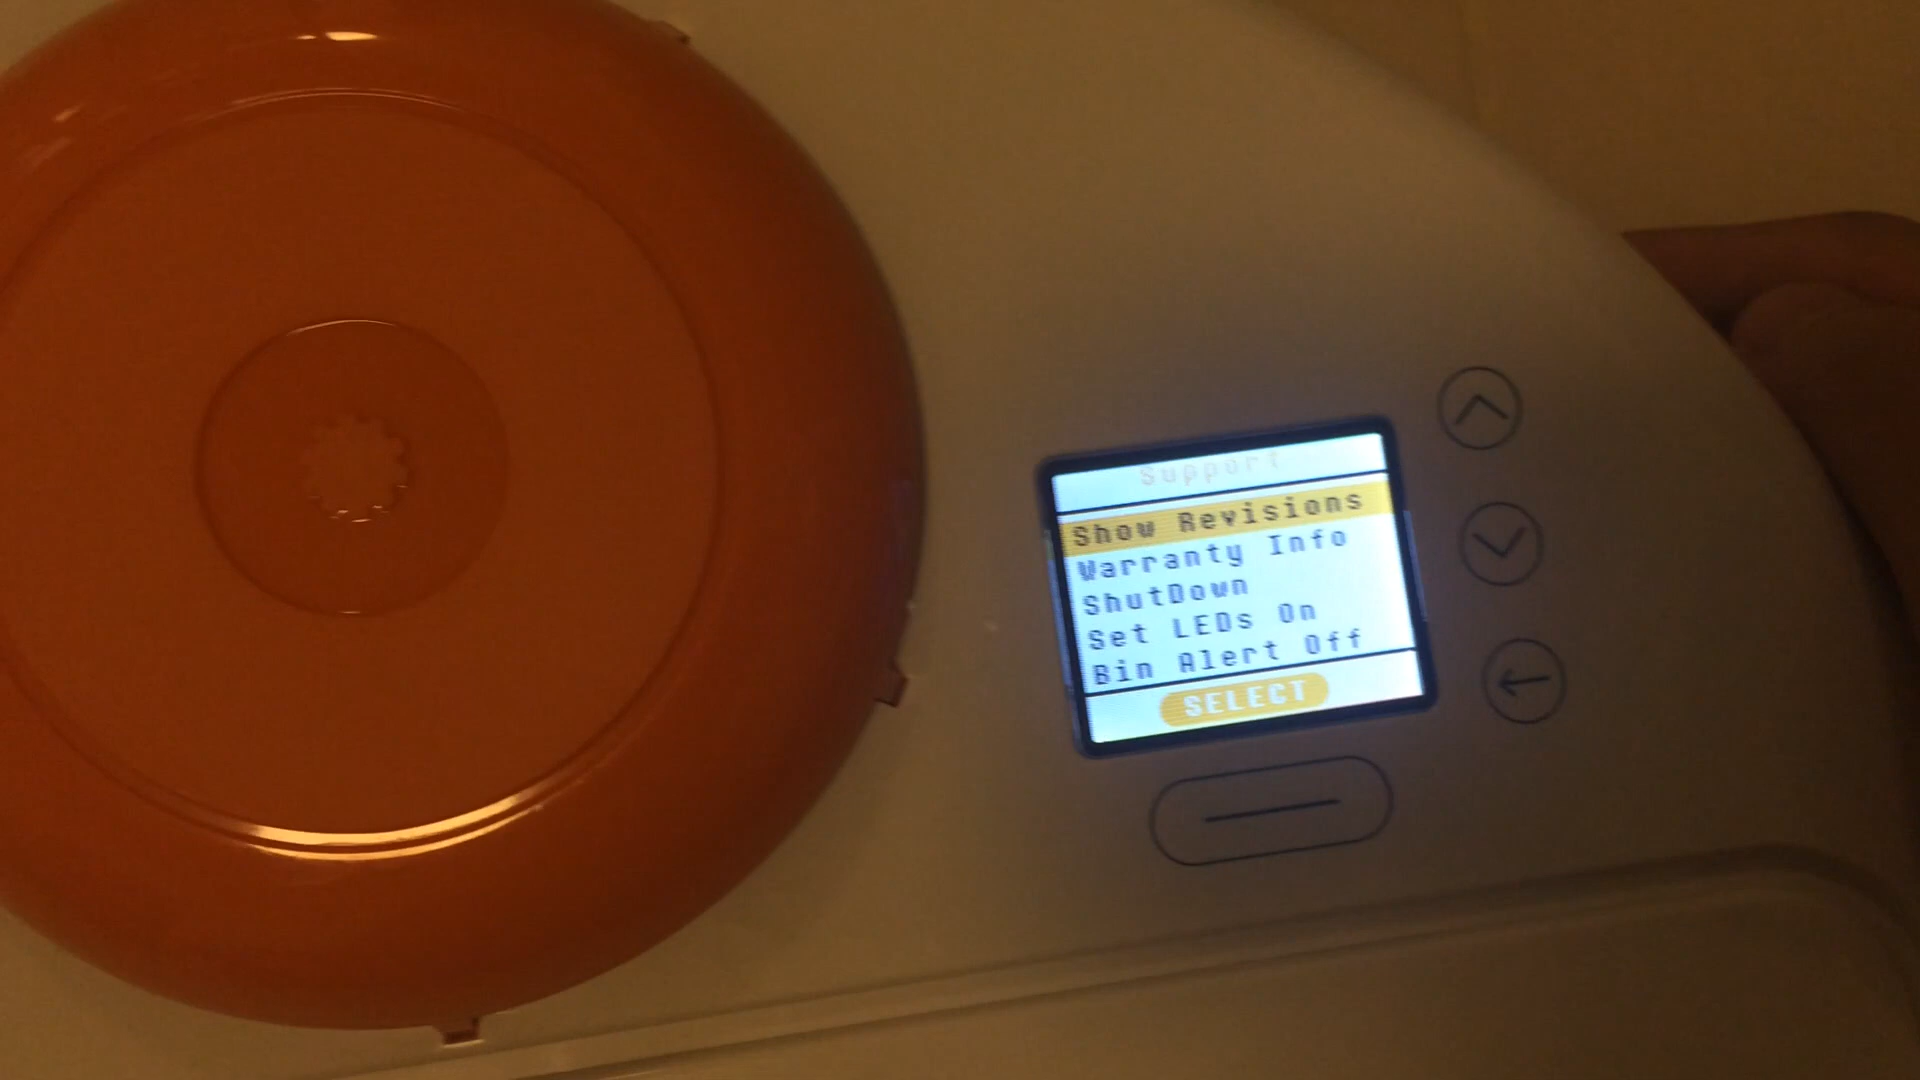 Support
Show Revisions
Warranty Info
ShutDown
Set LEDs On
Bin Alert Off
SELECT